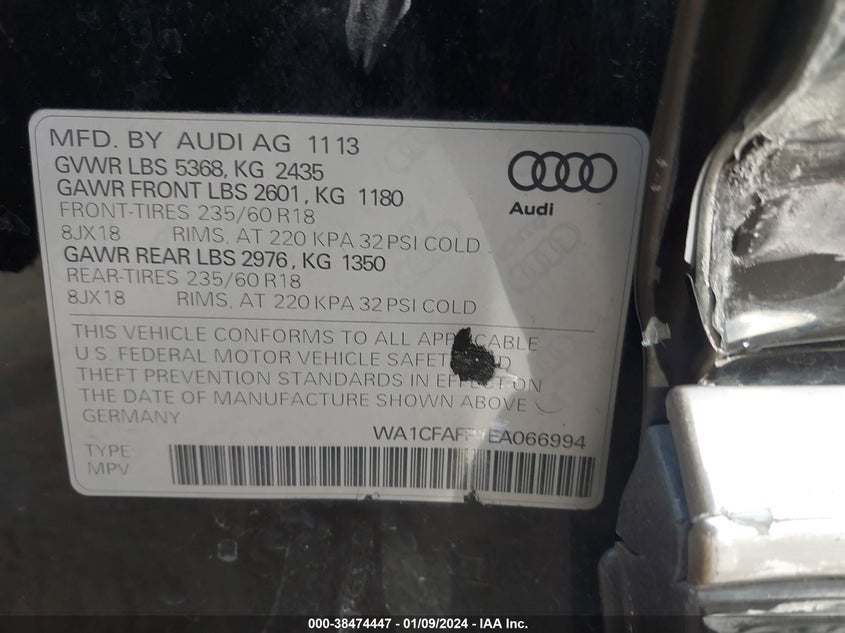 MFD. BY AUDI AG 11 13
GVWR LBS 5368, KG 2435
GAWR FRONT LBS 2601, KG 1180
FRONT-TIRES 235/60 R18
8JX18 RIMS, AT 220 KPA 32 PSI COLD
GAWR REAR LBS 2976, KG 1350
REAR-TIRES 235/60 R18
8JX18 RIMS, AT 220 KPA 32 PSI COLD
Audi
THIS VEHICLE CONFORMS TO ALL
U.S. FEDERAL MOTOR VEHICLE
THEFT PREVENTION STANDARDS IN EFFECT ON
THE DATE OF MANUFACTURE SHOWN ABOVE
GERMANY
TYPE:
MPV
000-38474447 - 01/09/2024 - IAA Inc.